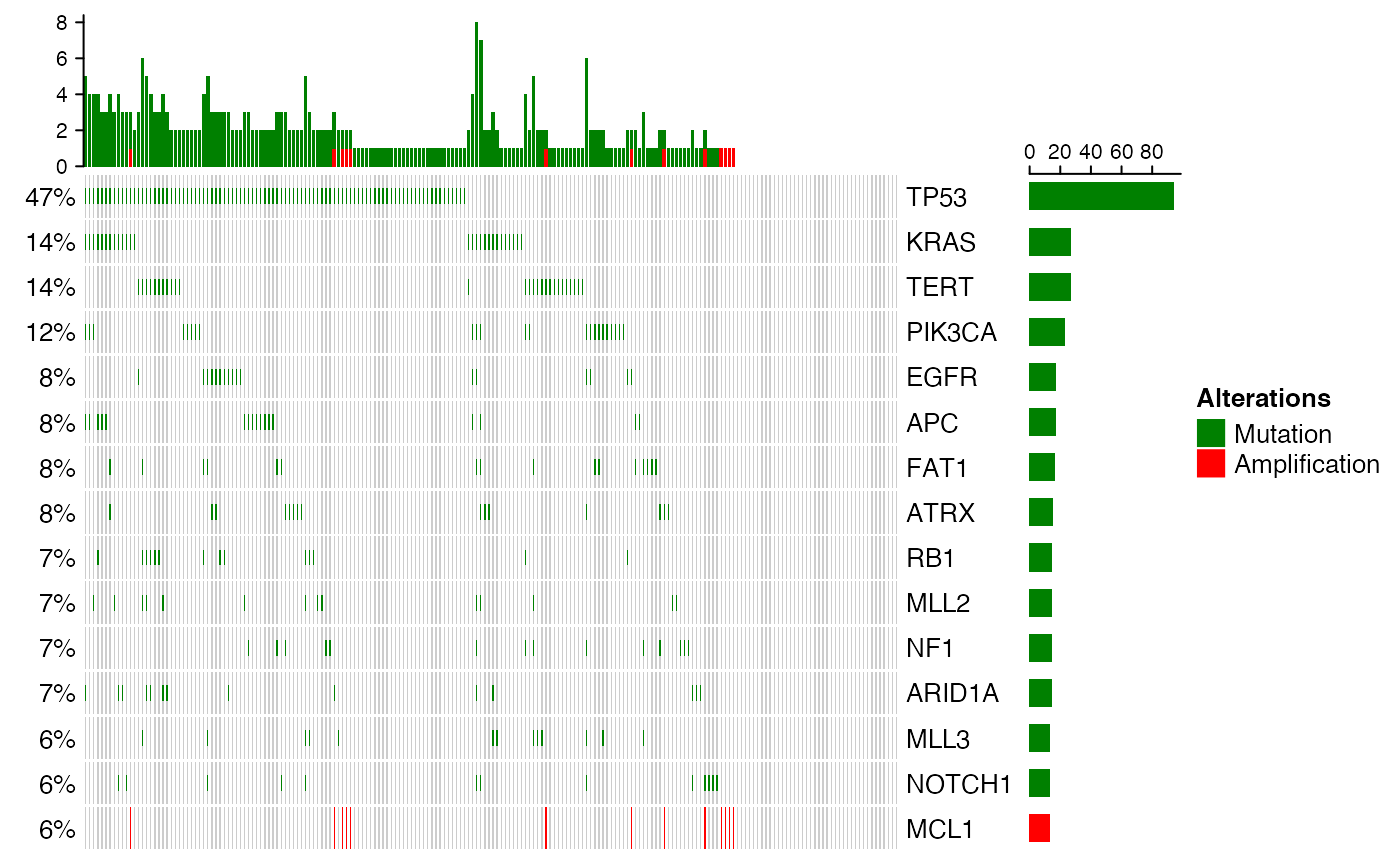 8
6
4
2
0
0 20 40 60 80
47% TP53
14% KRAS
14% TERT
12% PIK3CA
8% EGFR
8% APC
8% FAT1
8% ATRX
7% RB1
7% MLL2
7% NF1
7% ARID1A
6% MLL3
6% NOTCH1
6% MCL1
Alterations
Mutation
Amplification